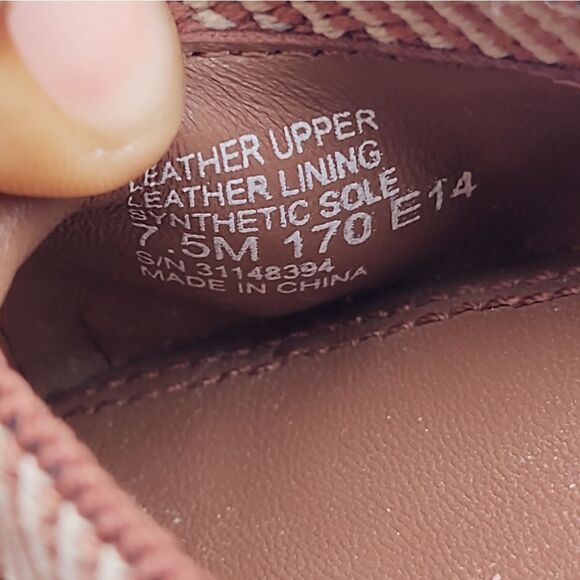 LEATHER UPPER
LEATHER LINING
SYNTHETIC SOLE
7.5M 170 E14
S/N 31148394
MADE IN CHINA